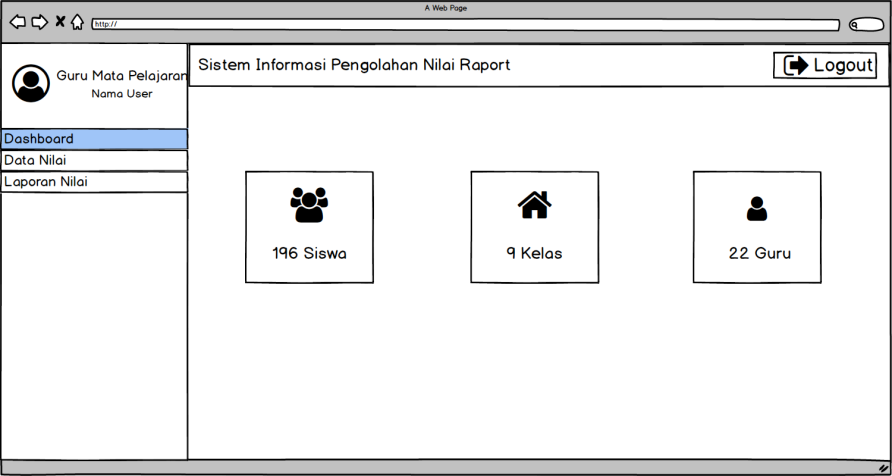 A Web Page
http://
Guru Mata Pelajaran
Nama User
Sistem Informasi Pengolahan Nilai Raport
Logout
Dashboard
Data Nilai
Laporan Nilai
196 Siswa
9 Kelas
22 Guru